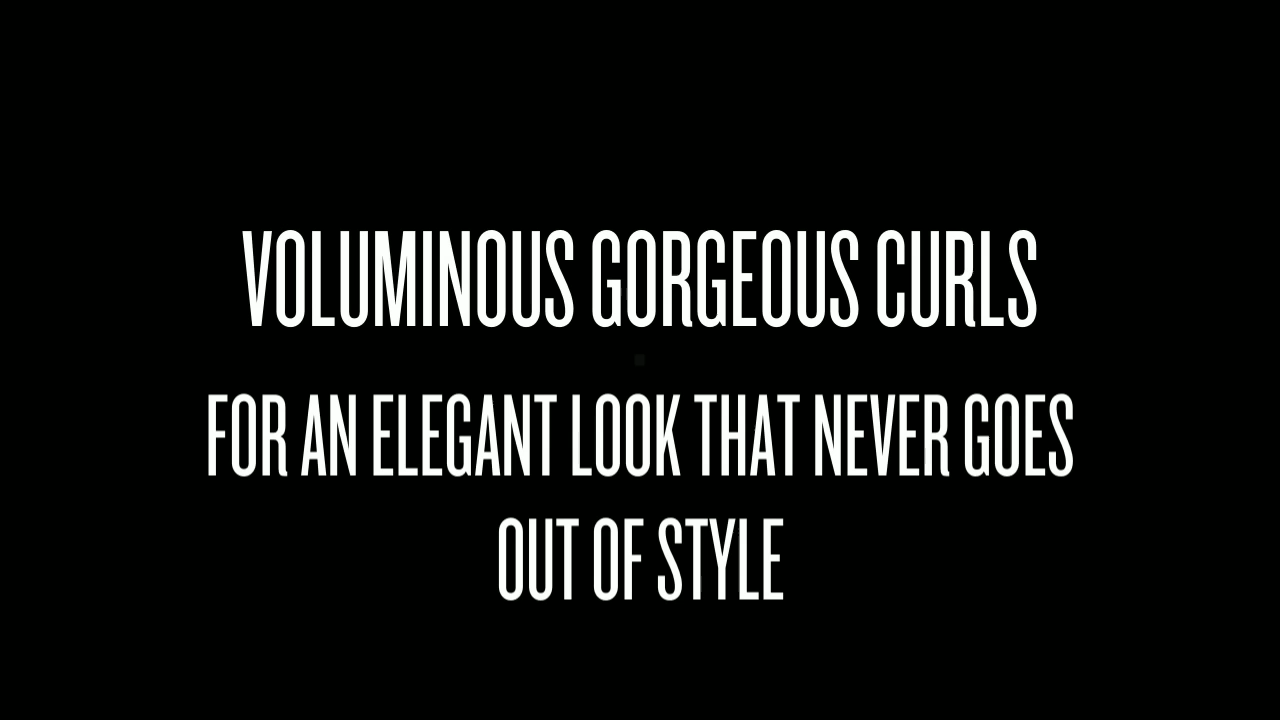 VOLUMINOUS GORGEOUS CURLS
FOR AN ELEGANT LOOK THAT NEVER GOES
OUT OF STYLE